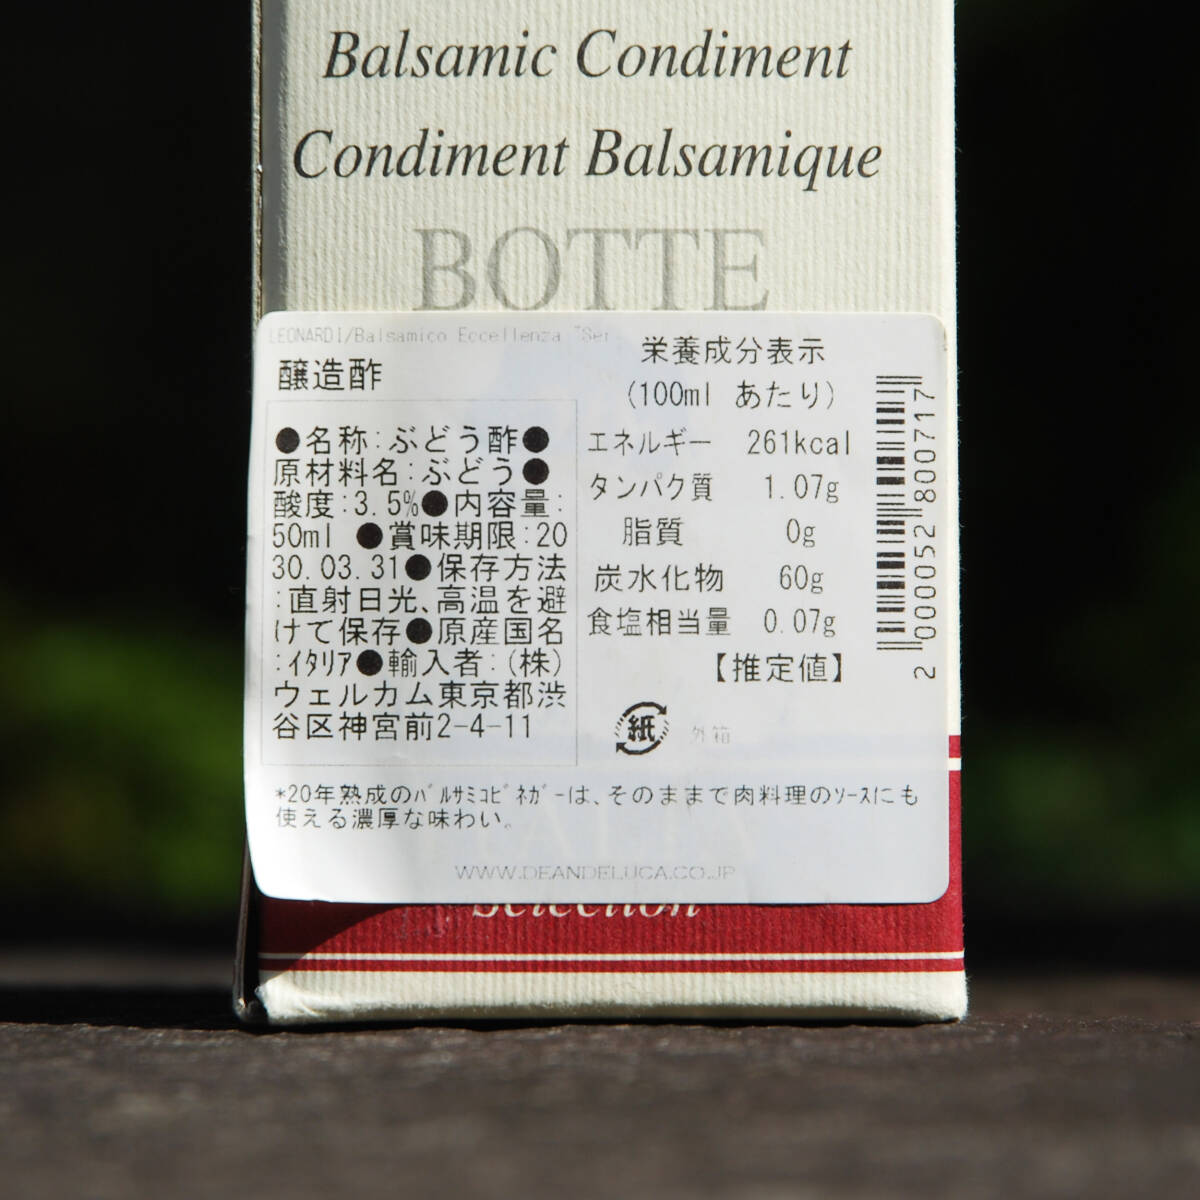 Balsamic Condiment
Condiment Balsamique
BOTTE
LEONARDI/Balsamico Eccellenza "Ser
醸造酢
●名称:ぶどう酢●
原材料名:ぶどう●
酸度:3.5%●内容量:
50ml ●賞味期限:20
30.03.31●保存方法
:直射日光、高温を避
けて保存●原産国名
:イタリア●輸入者:(株)
ウェルカム東京都渋
谷区神宮前2-4-11
栄養成分表示
(100ml あたり)
エネルギー 261kcal
タンパク質 1.07g
脂質 0g
炭水化物 60g
食塩相当量 0.07g
【推定値】
紙 外箱
2000052800717
*20年熟成のバルサミコビネガーは、そのままで肉料理のソースにも
使える濃厚な味わい。
WWW.DEANDELUCA.CO.JP
Selection